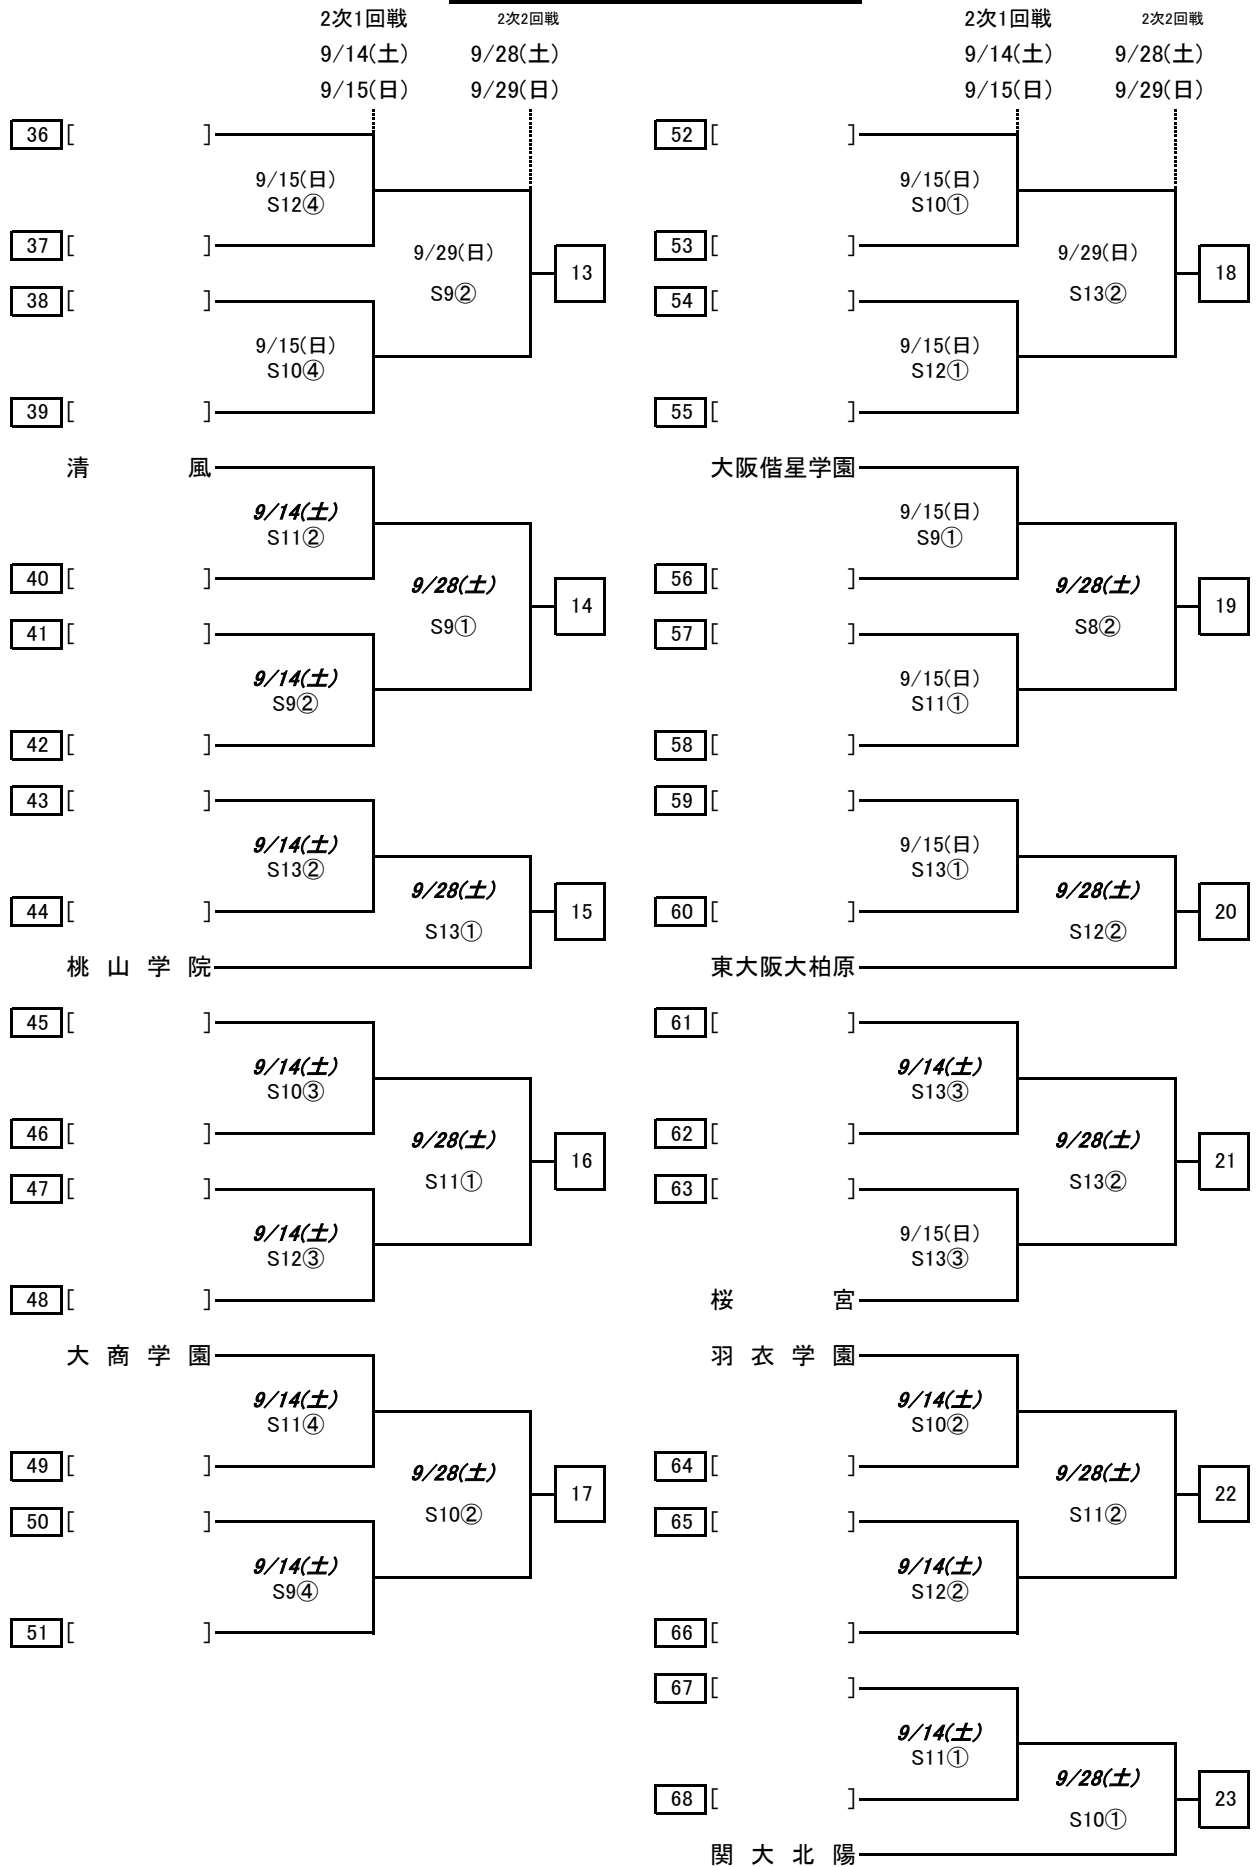 2次1回戦 2次2回戦
9/14(土) 9/28(土)
9/15(日) 9/29(日)
36 [ ]
9/15(日)
S12④
37 [ ]
9/29(日)
S9②
13
38 [ ]
9/15(日)
S10④
39 [ ]
清 風
9/14(土)
S11②
40 [ ]
9/28(土)
S9①
14
41 [ ]
9/14(土)
S9②
42 [ ]
43 [ ]
9/14(土)
S13②
44 [ ]
9/28(土)
S13①
15
桃 山 学 院
45 [ ]
9/14(土)
S10③
46 [ ]
9/28(土)
S11①
16
47 [ ]
9/14(土)
S12③
48 [ ]
大 商 学 園
9/14(土)
S11④
49 [ ]
9/28(土)
S10②
17
50 [ ]
9/14(土)
S9④
51 [ ]
2次1回戦 2次2回戦
9/14(土) 9/28(土)
9/15(日) 9/29(日)
52 [ ]
9/15(日)
S10①
53 [ ]
9/29(日)
S13②
18
54 [ ]
9/15(日)
S12①
55 [ ]
大阪偕星学園
9/15(日)
S9①
56 [ ]
9/28(土)
S8②
19
57 [ ]
9/15(日)
S11①
58 [ ]
59 [ ]
9/15(日)
S13①
60 [ ]
9/28(土)
S12②
20
東大阪大柏原
61 [ ]
9/14(土)
S13③
62 [ ]
9/28(土)
S13②
21
63 [ ]
9/15(日)
S13③
桜 宮
羽 衣 学 園
9/14(土)
S10②
64 [ ]
9/28(土)
S11②
22
65 [ ]
9/14(土)
S12②
66 [ ]
67 [ ]
9/14(土)
S11①
68 [ ]
9/28(土)
S10①
23
関 大 北 陽